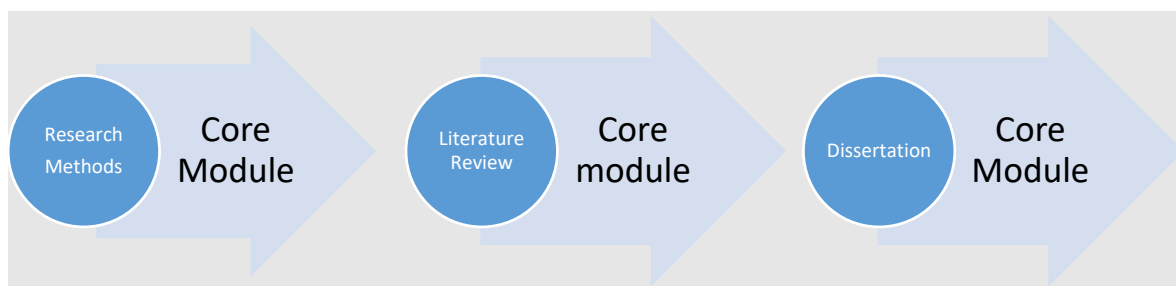 Research
Methods
Core
Module
Literature
Review
Core
module
Dissertation
Core
Module